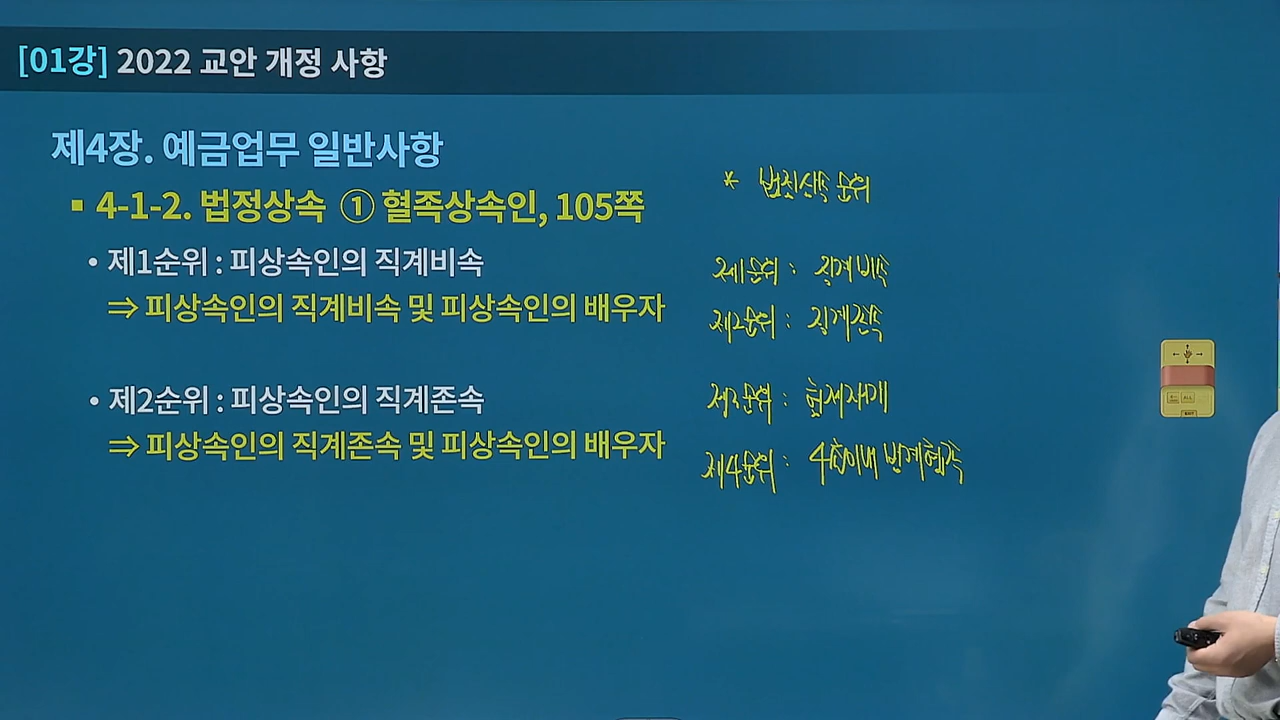 [01강] 2022 교안 개정 사항
제4장. 예금업무 일반사항
▪ 4-1-2. 법정상속 ① 혈족상속인, 105쪽
• 제1순위 : 피상속인의 직계비속
⇒ 피상속인의 직계비속 및 피상속인의 배우자
• 제2순위 : 피상속인의 직계존속
⇒ 피상속인의 직계존속 및 피상속인의 배우자
* 법정상속 순위
제1순위 : 직계비속
제2순위 : 직계존속
제3순위 : 형제자매
제4순위 : 4촌이내 방계혈족